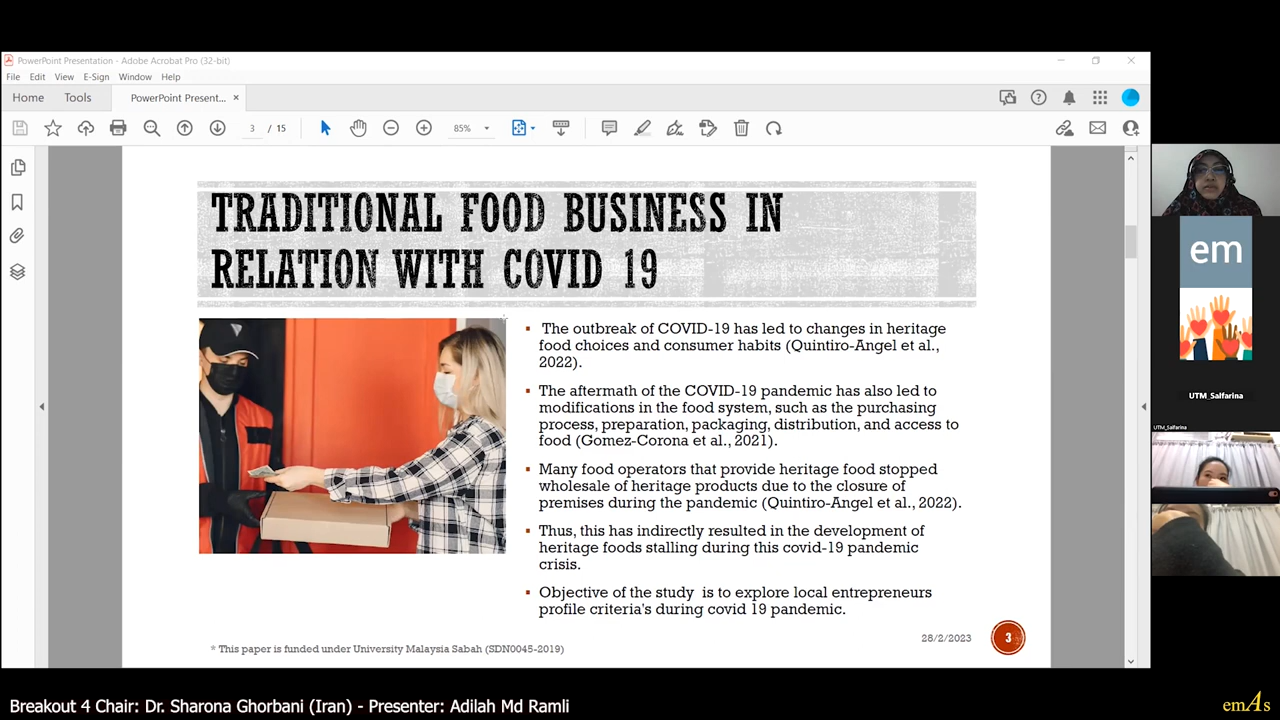 PowerPoint Presentation - Adobe Acrobat Pro (32-bit)
File Edit View E-Sign Window Help
Home Tools PowerPoint Present... ×
3 / 15 85%
TRADITIONAL FOOD BUSINESS IN
RELATION WITH COVID 19
▪ The outbreak of COVID-19 has led to changes in heritage
food choices and consumer habits (Quintiro-Angel et al.,
2022).
▪ The aftermath of the COVID-19 pandemic has also led to
modifications in the food system, such as the purchasing
process, preparation, packaging, distribution, and access to
food (Gomez-Corona et al., 2021).
▪ Many food operators that provide heritage food stopped
wholesale of heritage products due to the closure of
premises during the pandemic (Quintiro-Angel et al., 2022).
▪ Thus, this has indirectly resulted in the development of
heritage foods stalling during this covid-19 pandemic
crisis.
▪ Objective of the study is to explore local entrepreneurs
profile criteria's during covid 19 pandemic.
28/2/2023 3
* This paper is funded under University Malaysia Sabah (SDN0045-2019)
em
UTM_Salfarina
UTM_Salfarina
Breakout 4 Chair: Dr. Sharona Ghorbani (Iran) - Presenter: Adilah Md Ramli
emAs